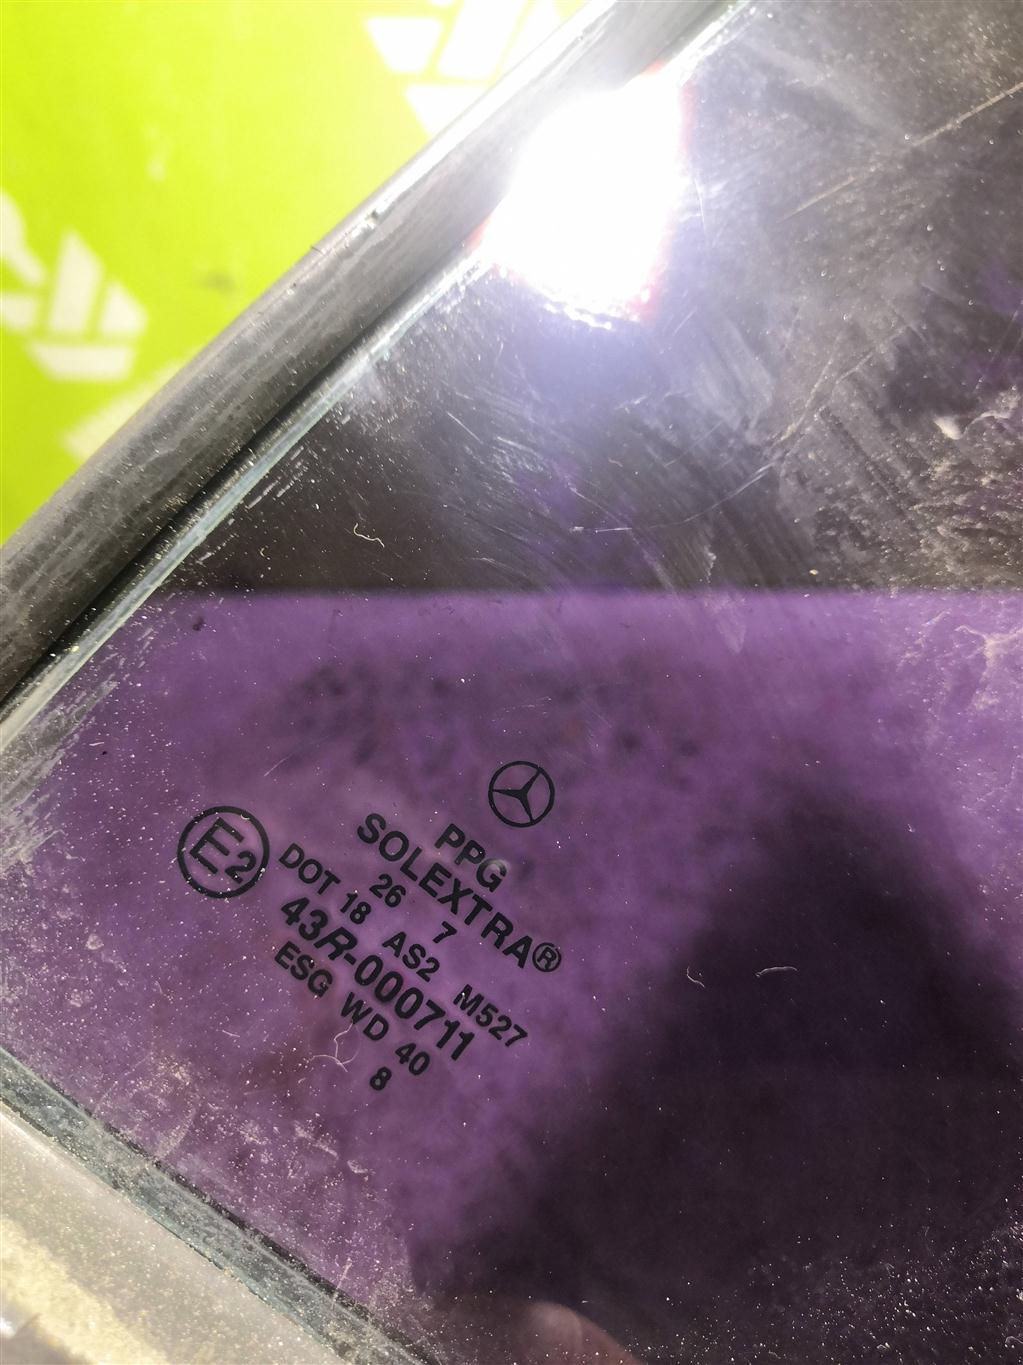 PPG
SOLEXTRA®
26 7
DOT 18 AS2 M527
43R-000711
ESG WD 40
8
E2